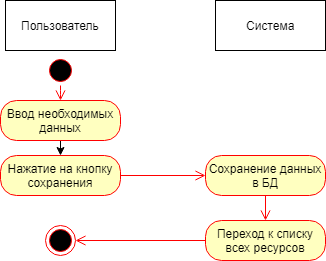 Пользователь
Система
Ввод необходимых
данных
Нажатие на кнопку
сохранения
Сохранение данных
в БД
Переход к списку
всех ресурсов